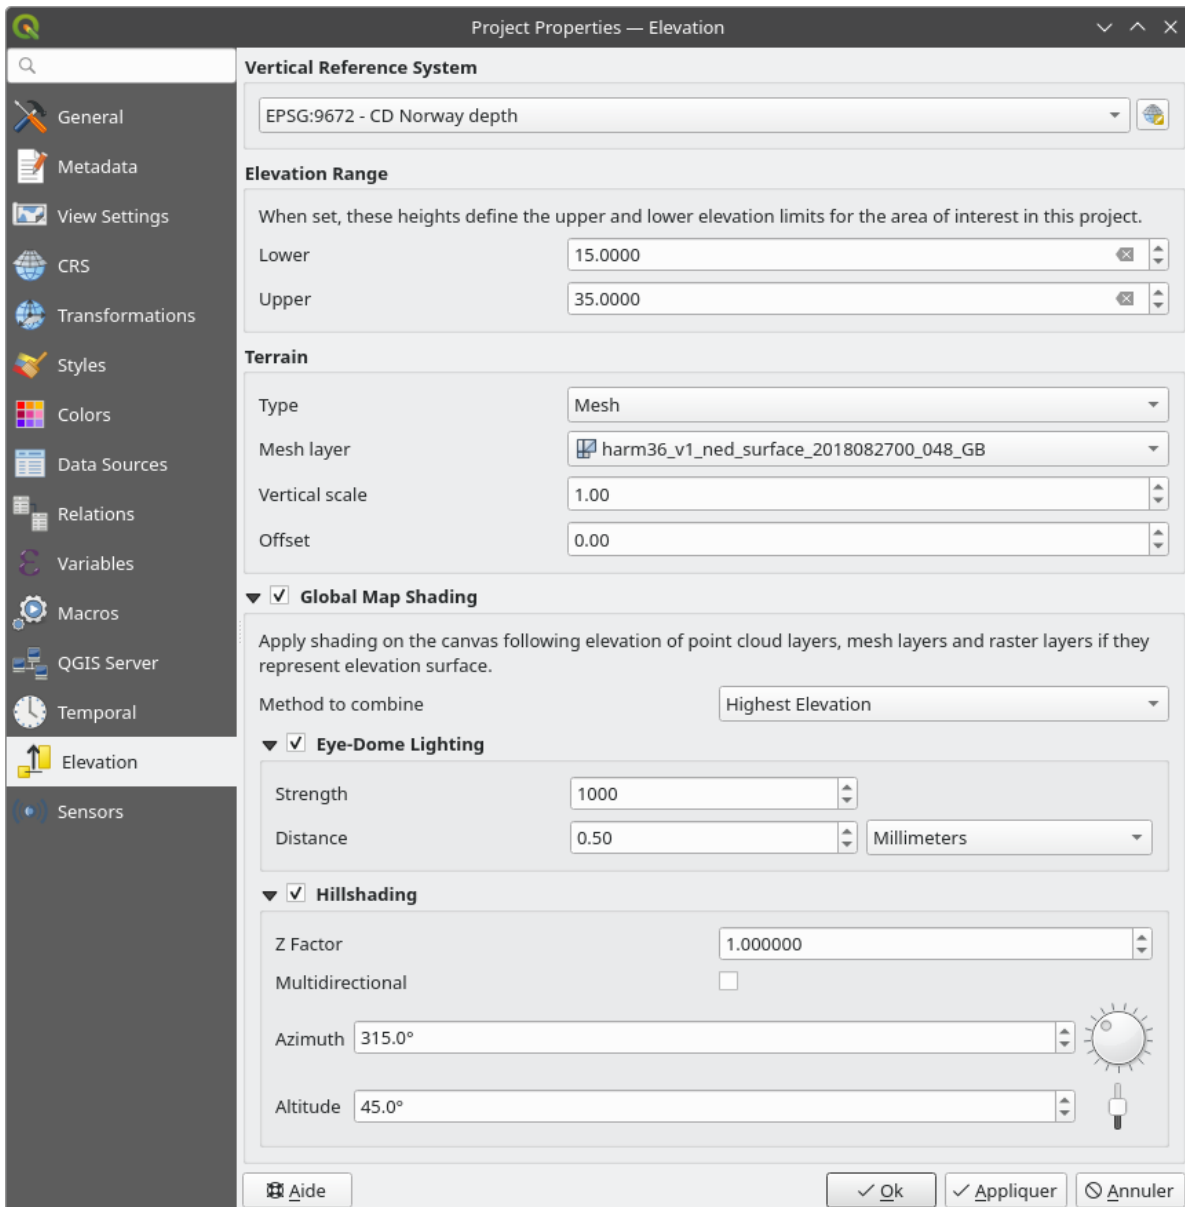 Project Properties — Elevation
General
Metadata
View Settings
CRS
Transformations
Styles
Colors
Data Sources
Relations
Variables
Macros
QGIS Server
Temporal
Elevation
Sensors
Vertical Reference System
EPSG:9672 - CD Norway depth
Elevation Range
When set, these heights define the upper and lower elevation limits for the area of interest in this project.
Lower 15.0000
Upper 35.0000
Terrain
Type Mesh
Mesh layer harm36_v1_ned_surface_2018082700_048_GB
Vertical scale 1.00
Offset 0.00
Global Map Shading
Apply shading on the canvas following elevation of point cloud layers, mesh layers and raster layers if they
represent elevation surface.
Method to combine Highest Elevation
Eye-Dome Lighting
Strength 1000
Distance 0.50 Millimeters
Hillshading
Z Factor 1.000000
Multidirectional
Azimuth 315.0°
Altitude 45.0°
Aide Ok Appliquer Annuler